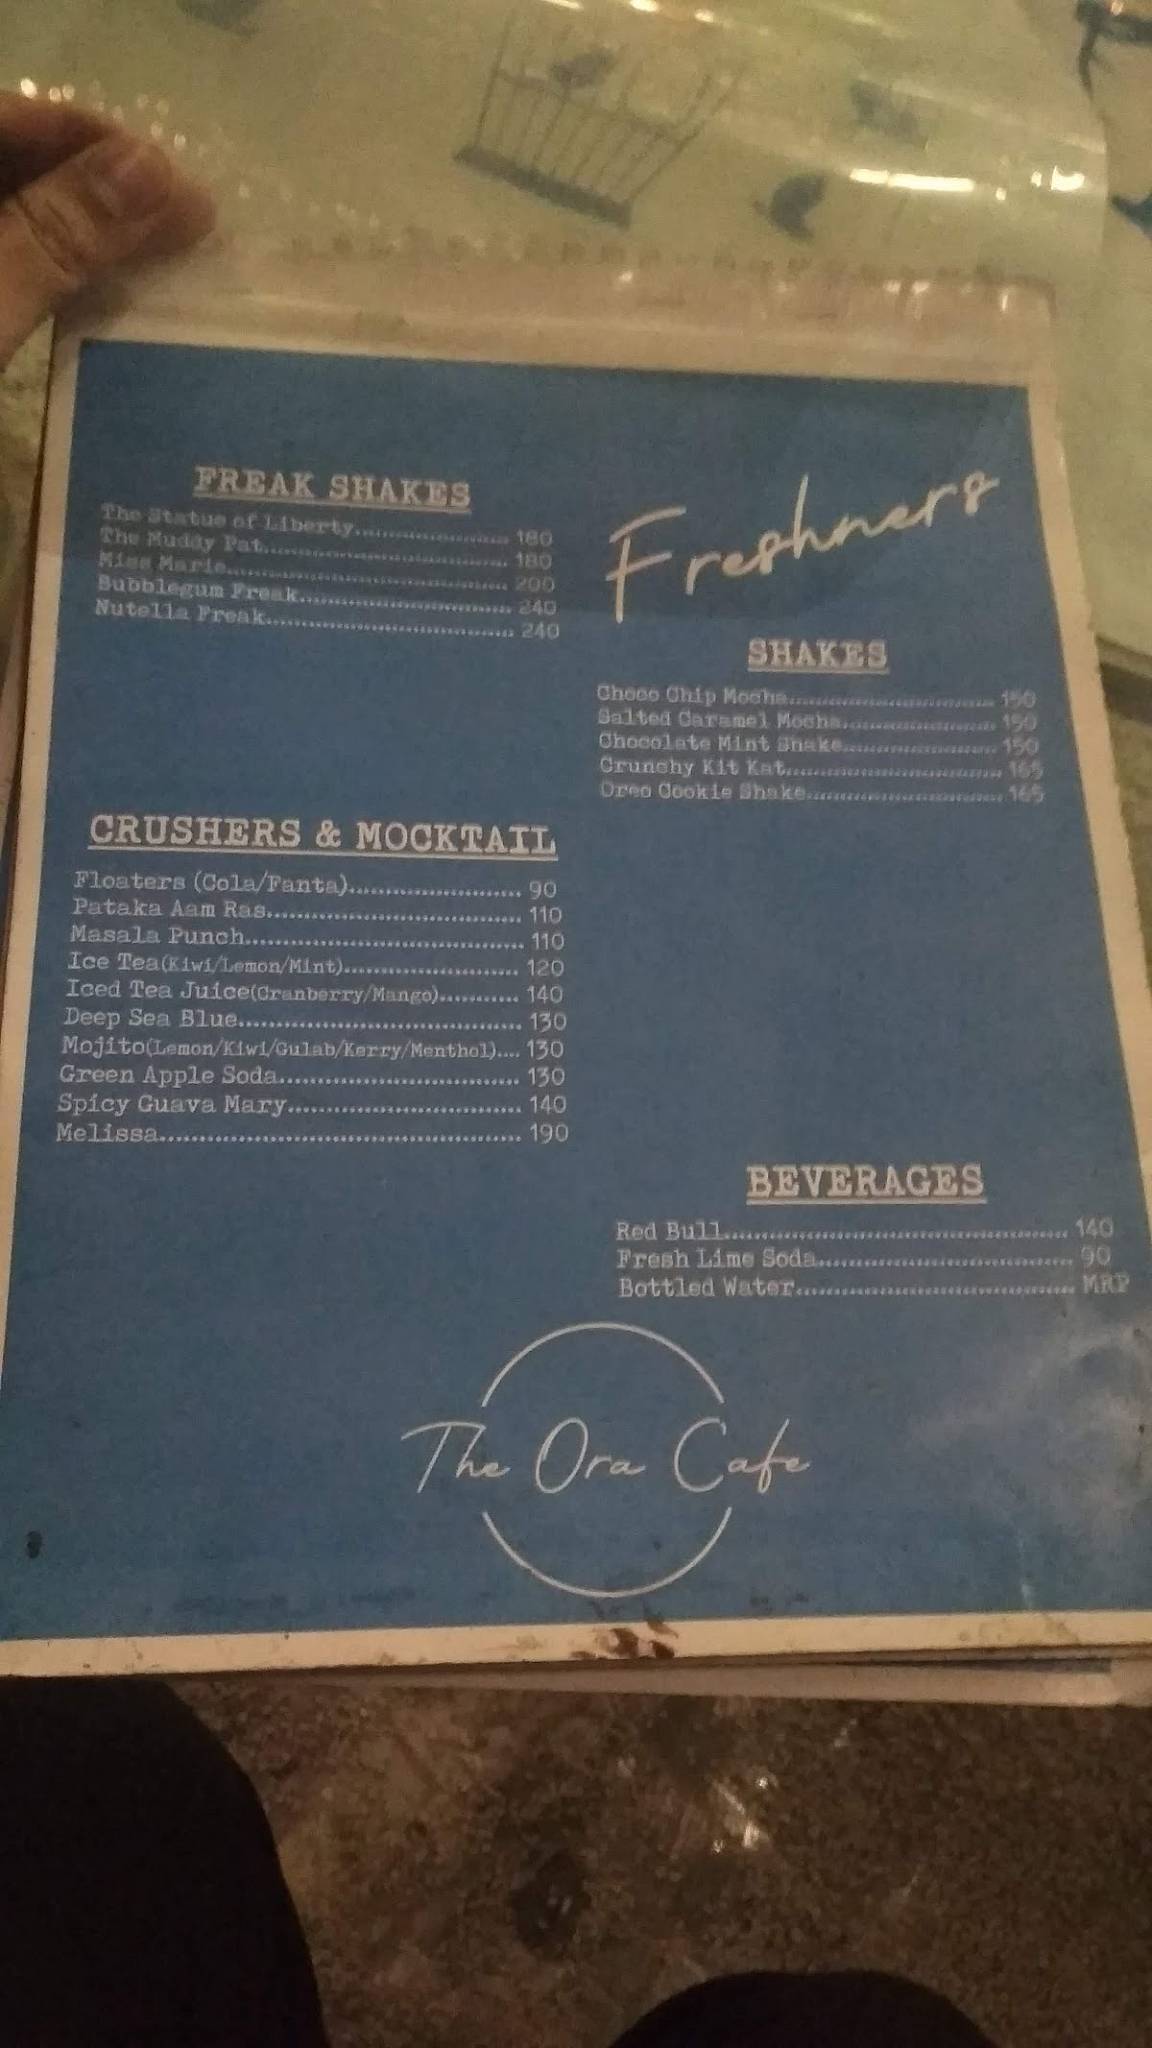 FREAK SHAKES
The Statue of Liberty 180
The Muddy Pat 180
Miss Marie 200
Bubblegum Freak 240
Nutella Freak 240
Freshners
SHAKES
Choco Chip Mocha 150
Salted Caramel Mocha 150
Chocolate Mint Shake 150
Crunchy Kit Kat 165
Oreo Cookie Shake 165
CRUSHERS & MOCKTAIL
Floaters (Cola/Fanta) 90
Pataka Aam Ras 110
Masala Punch 110
Ice Tea(Kiwi/Lemon/Mint) 120
Iced Tea Juice(Cranberry/Mango) 140
Deep Sea Blue 130
Mojito(Lemon/Kiwi/Gulab/Kerry/Menthol) 130
Green Apple Soda 130
Spicy Guava Mary 140
Melissa 190
BEVERAGES
Red Bull 140
Fresh Lime Soda 90
Bottled Water MRP
The Ora Cafe